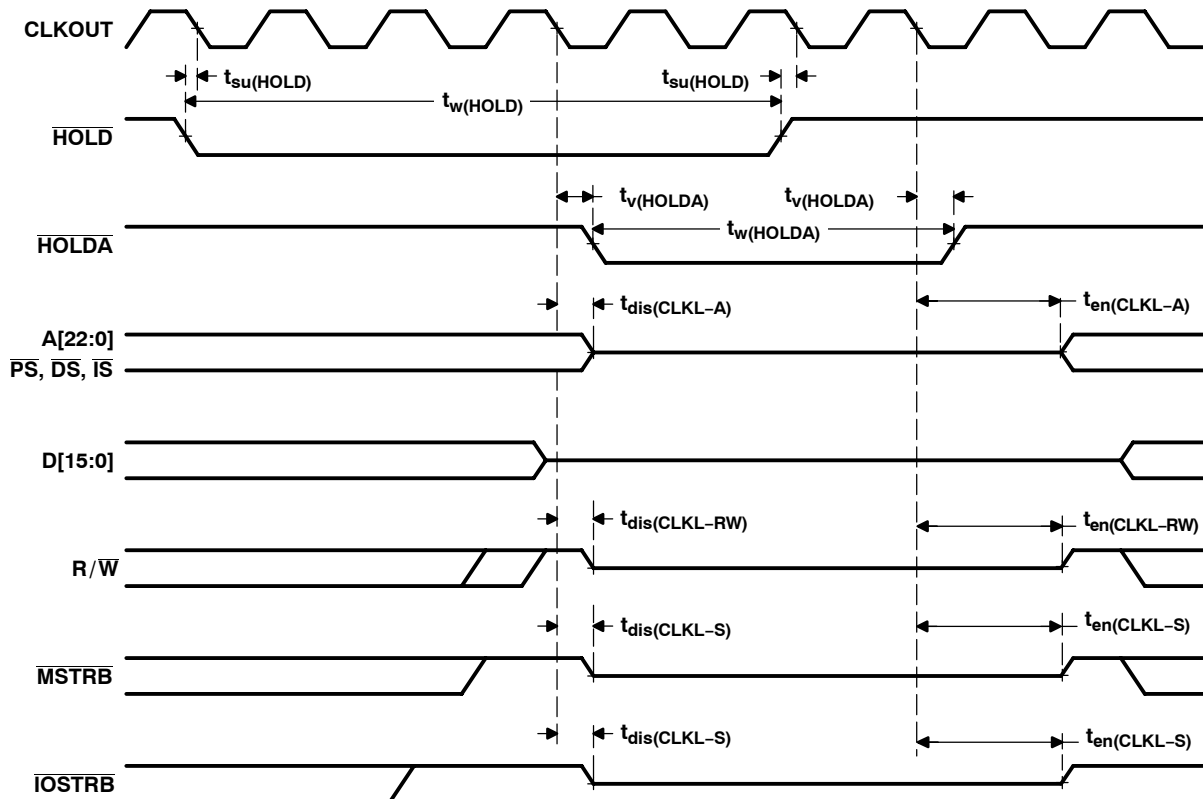 CLKOUT
tsu(HOLD)
tsu(HOLD)
tw(HOLD)
HOLD
tv(HOLDA)
tv(HOLDA)
HOLDA
tw(HOLDA)
tdis(CLKL–A)
ten(CLKL–A)
A[22:0]
PS, DS, IS
D[15:0]
tdis(CLKL–RW)
ten(CLKL–RW)
R/W
tdis(CLKL–S)
ten(CLKL–S)
MSTRB
tdis(CLKL–S)
ten(CLKL–S)
IOSTRB